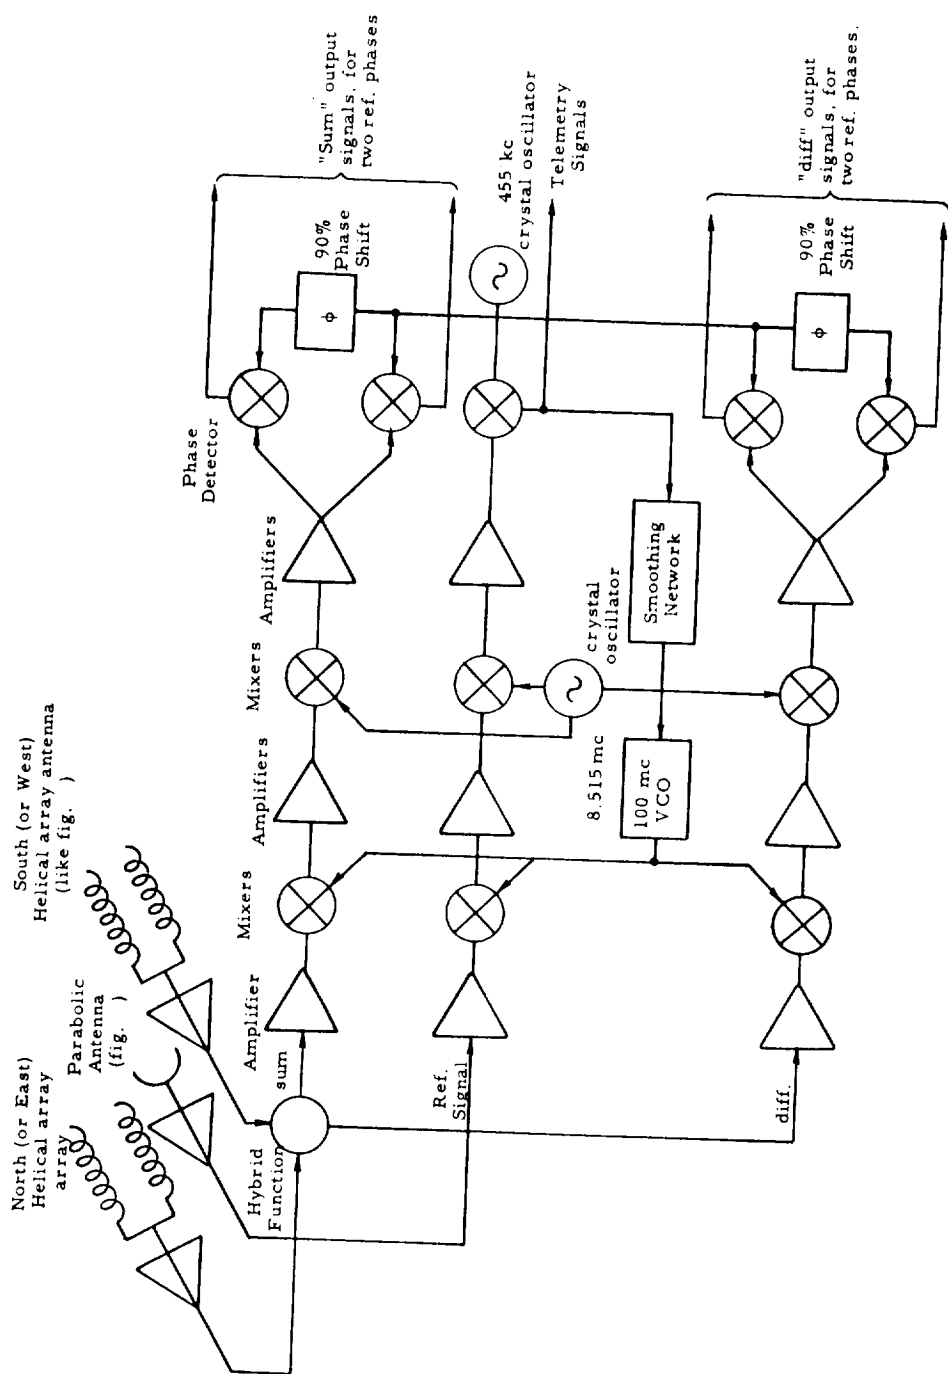 North (or East)
Helical array
array
Parabolic
Antenna
(fig. )
South (or West)
Helical array antenna
(like fig. )
Hybrid
Function
sum
Ref.
Signal
diff.
Amplifier
Mixers
Amplifiers
Mixers
Amplifiers
Phase
Detector
8.515 mc
crystal
oscillator
100 mc
VCO
Smoothing
Network
φ
90%
Phase
Shift
"Sum" output
signals, for
two ref. phases
455 kc
crystal oscillator
Telemetry
Signals
φ
90%
Phase
Shift
"diff" output
signals, for
two ref. phases.